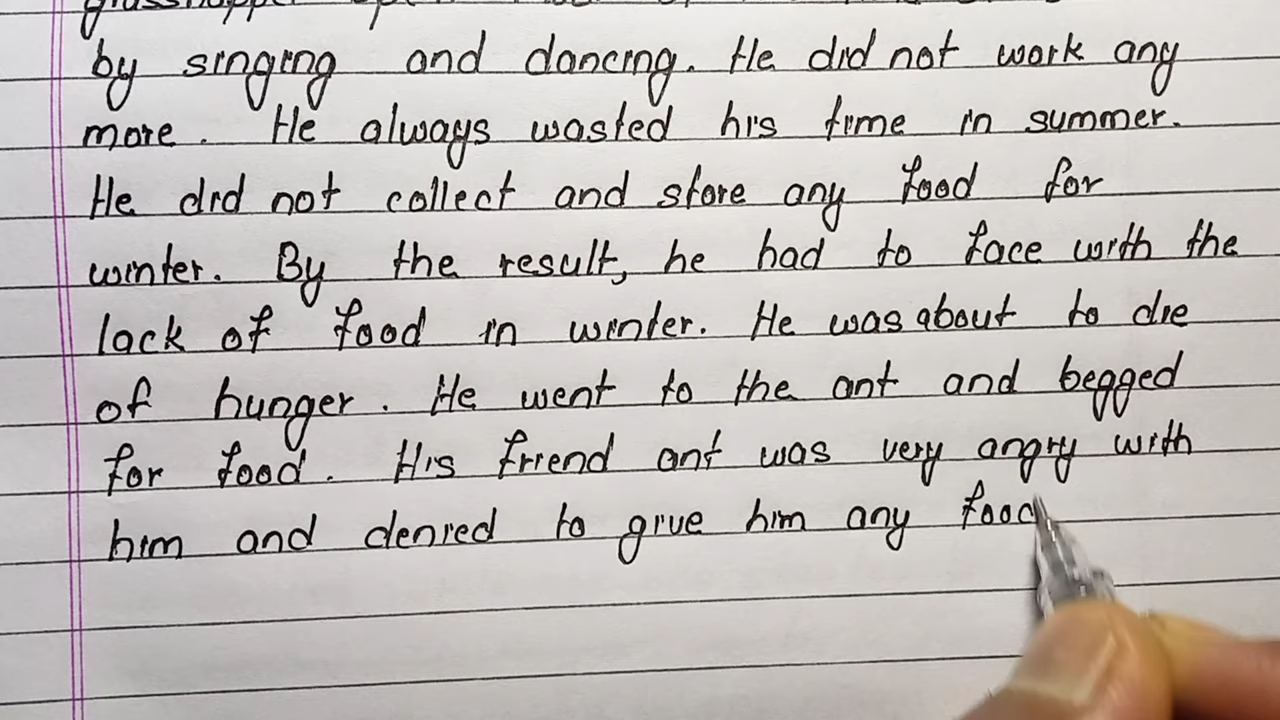 grasshopper
by singing and dancing. He did not work any
more. He always wasted his time in summer.
He did not collect and store any food for
winter. By the result, he had to face with the
lack of food in winter. He was about to die
of hunger. He went to the ant and begged
for food. His friend ant was very angry with
him and denied to give him any food